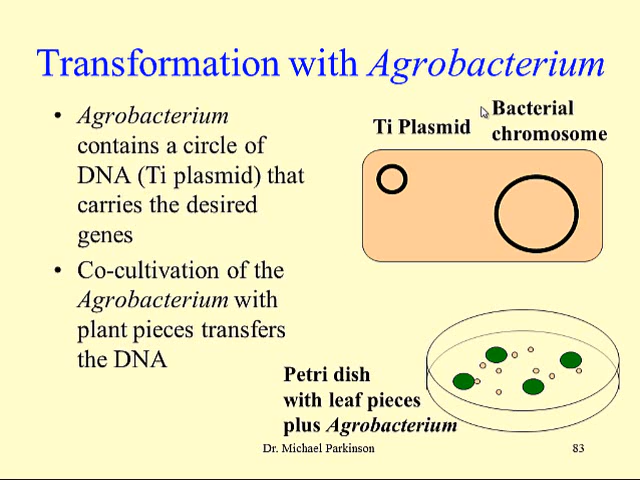 Transformation with Agrobacterium
• Agrobacterium
contains a circle of
DNA (Ti plasmid) that
carries the desired
genes
• Co-cultivation of the
Agrobacterium with
plant pieces transfers
the DNA
Ti Plasmid
Bacterial
chromosome
Petri dish
with leaf pieces
plus Agrobacterium
Dr. Michael Parkinson
83